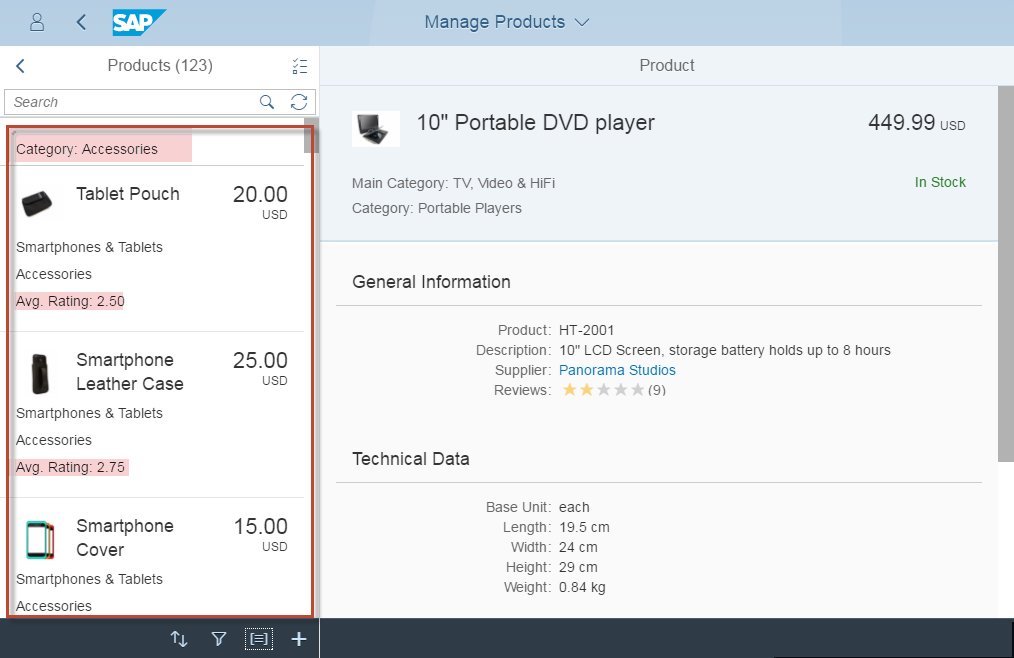 SAP
Manage Products
Products (123)
Search
Category: Accessories
Tablet Pouch
20.00
USD
Smartphones & Tablets
Accessories
Avg. Rating: 2.50
Smartphone
Leather Case
25.00
USD
Smartphones & Tablets
Accessories
Avg. Rating: 2.75
Smartphone
Cover
15.00
USD
Smartphones & Tablets
Accessories
Product
10" Portable DVD player
449.99 USD
Main Category: TV, Video & HiFi
In Stock
Category: Portable Players
General Information
Product: HT-2001
Description: 10" LCD Screen, storage battery holds up to 8 hours
Supplier: Panorama Studios
Reviews: (9)
Technical Data
Base Unit: each
Length: 19.5 cm
Width: 24 cm
Height: 29 cm
Weight: 0.84 kg